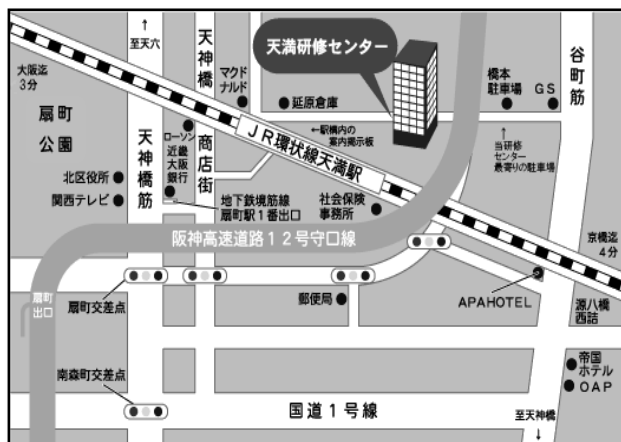 ↑
至天六
天神橋
マクド
ナルド
天満研修センター
谷町筋
大阪迄
3分
延原倉庫
橋本
駐車場
GS
扇町
公園
天神橋筋
ローソン
近畿
大阪
銀行
商店街
JR環状線天満駅
←駅構内の
案内掲示板
↑
当研修
センター
最寄りの駐車場
北区役所
関西テレビ
地下鉄境筋線
扇町駅1番出口
社会保険
事務所
京橋迄
4分
阪神高速道路12号守口線
扇町
出口
扇町交差点
郵便局
APAHOTEL
源八橋
西詰
南森町交差点
帝国
ホテル
OAP
国道1号線
至天神橋
↓